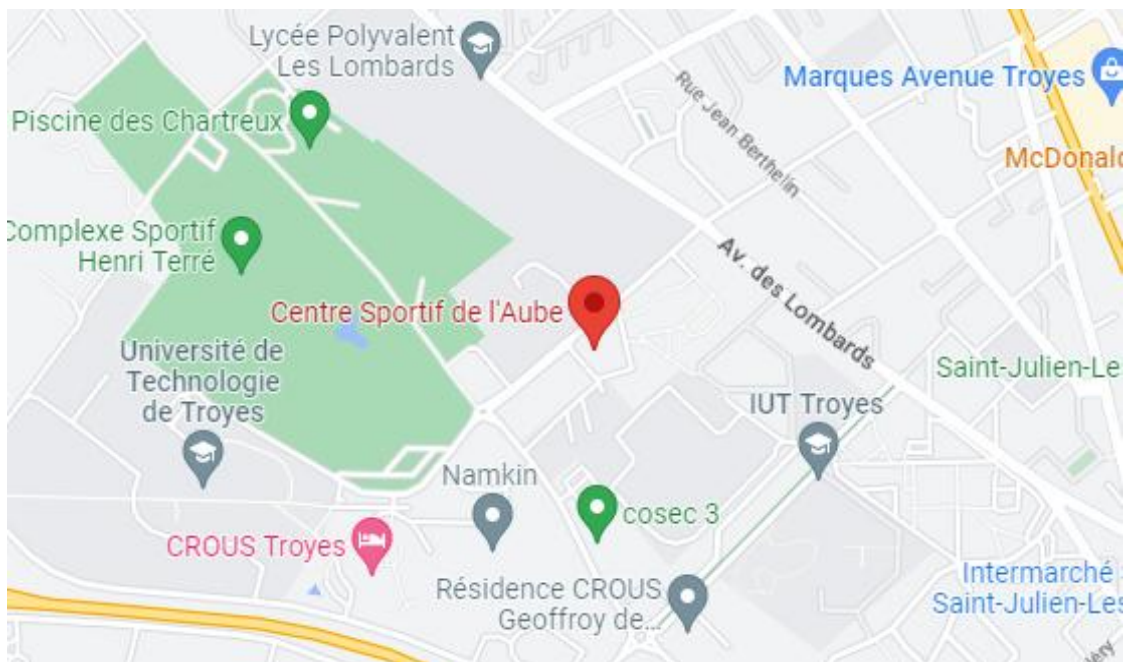 Lycée Polyvalent
Les Lombards
Marques Avenue Troyes
Rue Jean Berthelin
Piscine des Chartreux
McDonald
Complexe Sportif
Henri Terré
Av. des Lombards
Centre Sportif de l'Aube
Université de
Technologie
de Troyes
Saint-Julien-Le
IUT Troyes
Namkin
cosec 3
CROUS Troyes
Résidence CROUS
Geoffroy de...
Intermarché
Saint-Julien-Les